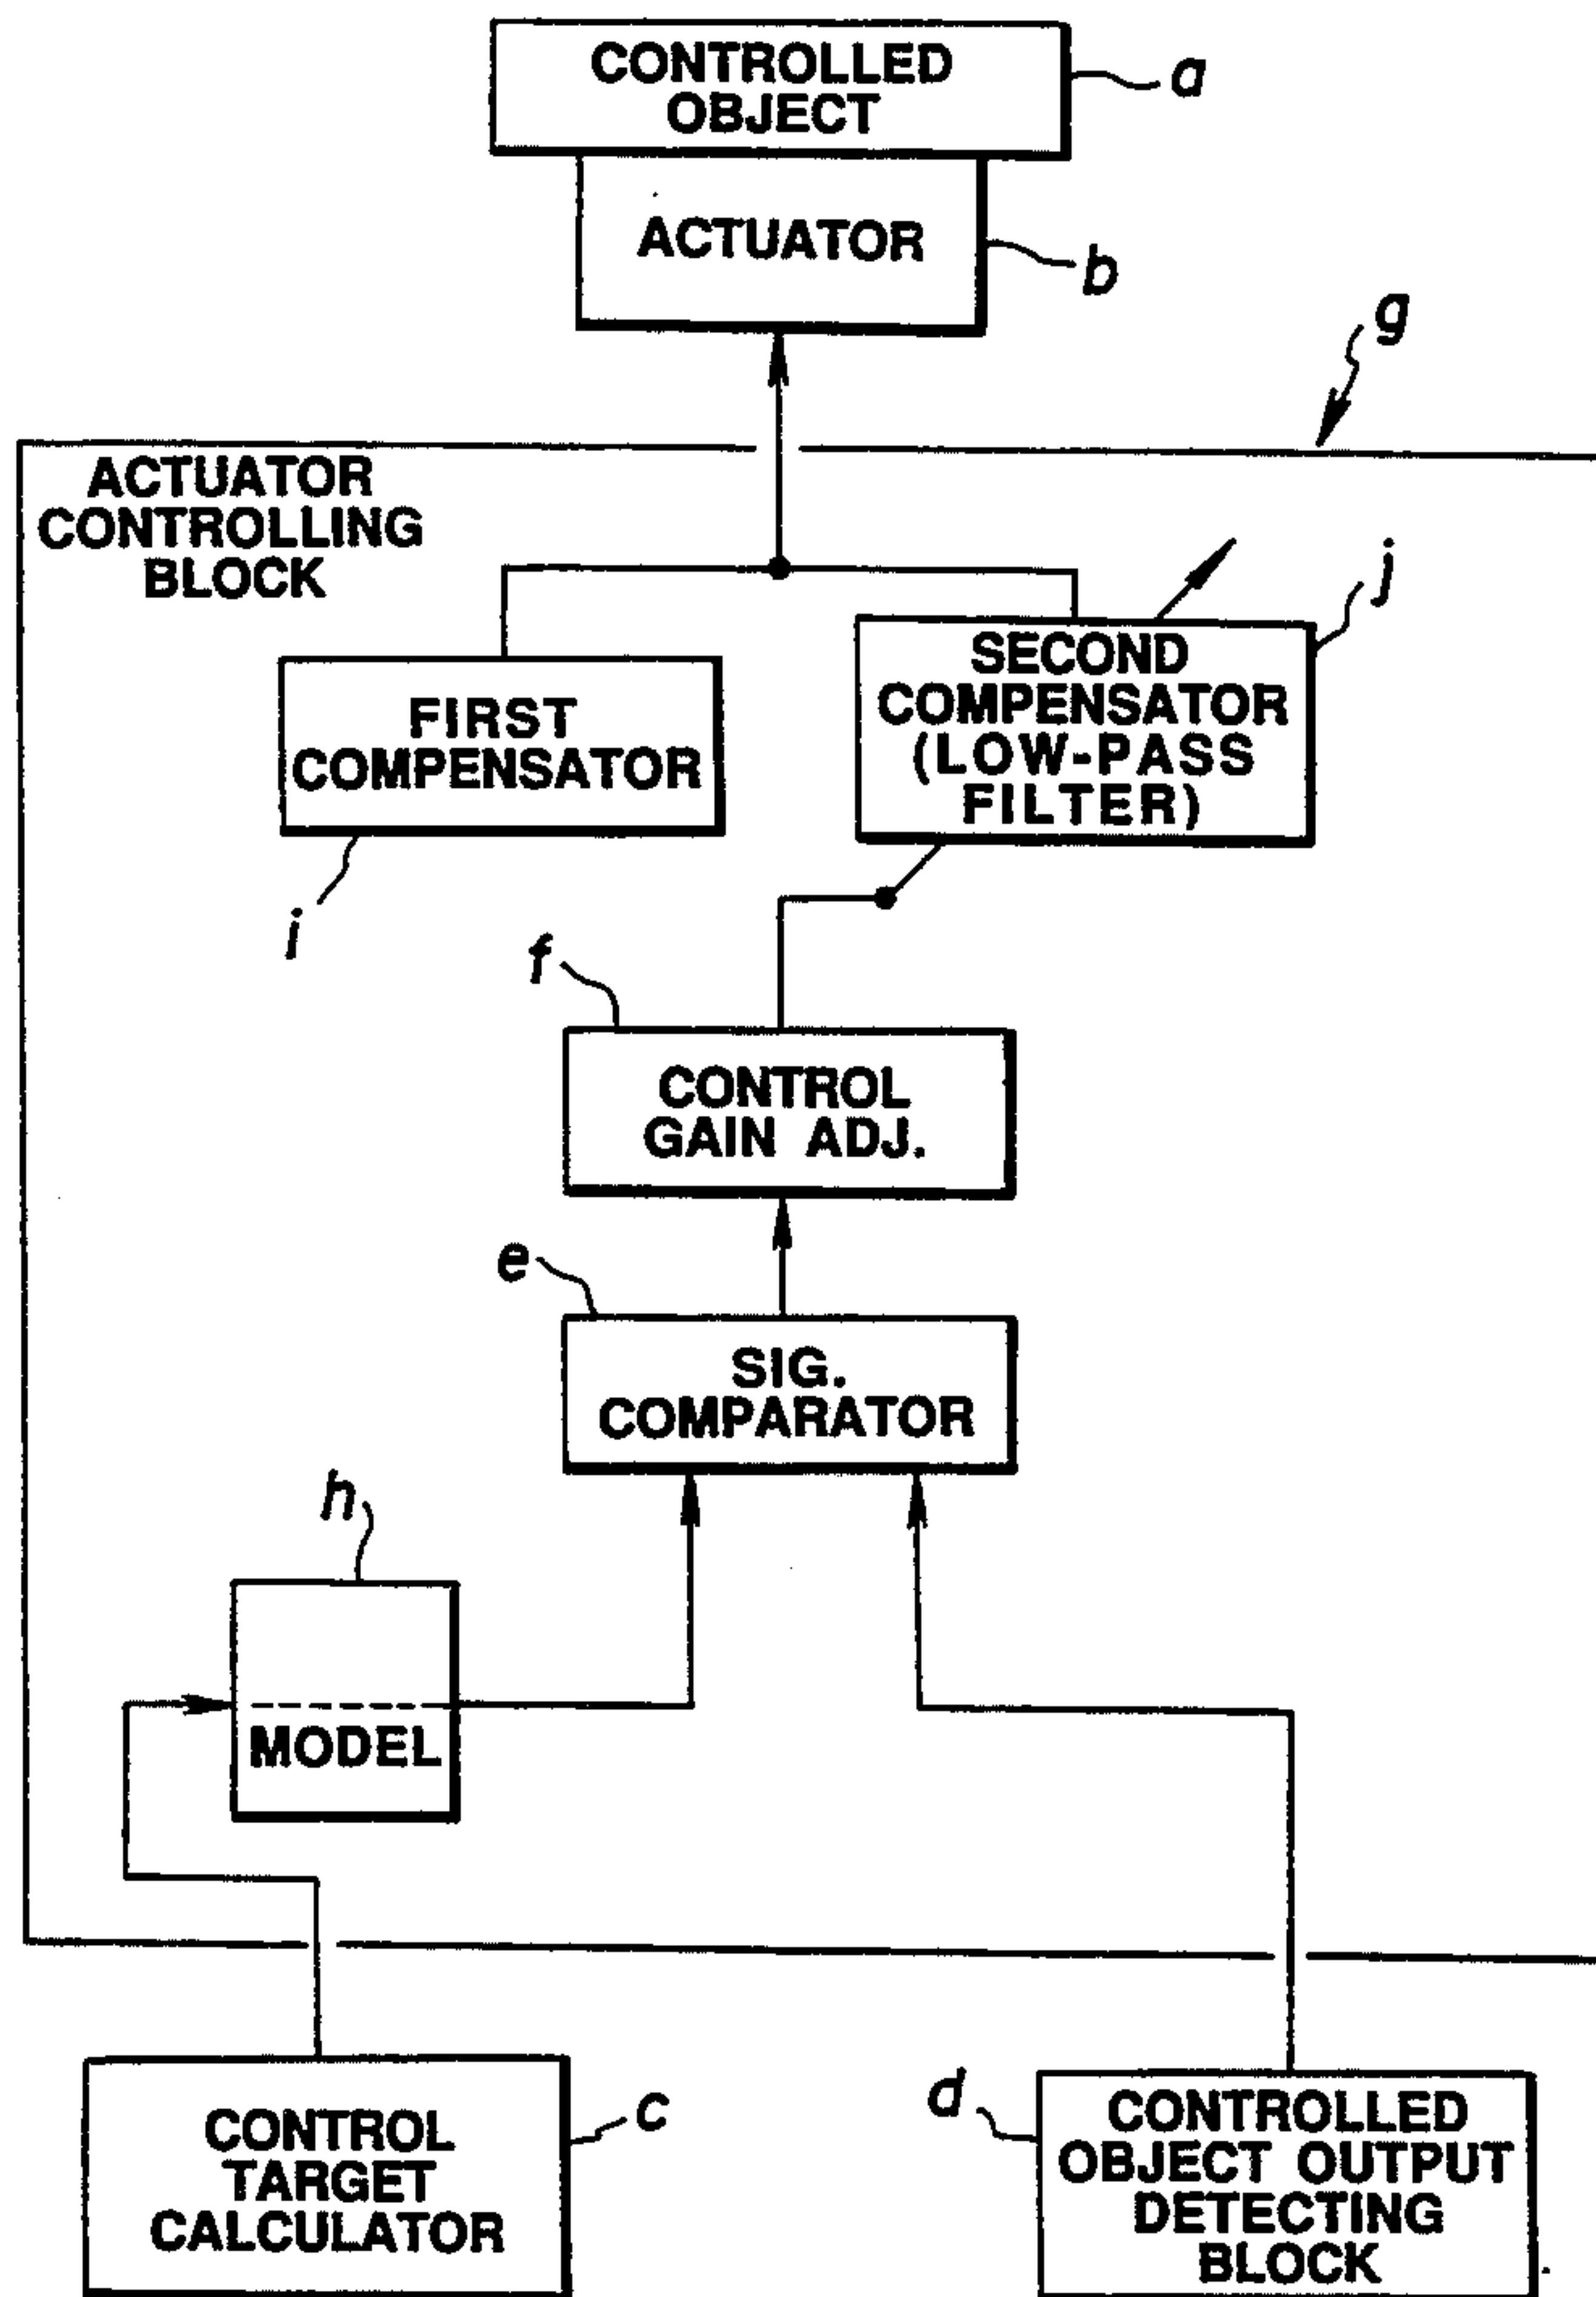 CONTROLLED
OBJECT
a
ACTUATOR
b
g
ACTUATOR
CONTROLLING
BLOCK
j
SECOND
COMPENSATOR
(LOW-PASS
FILTER)
FIRST
COMPENSATOR
i
f
CONTROL
GAIN ADJ.
e
SIG.
COMPARATOR
h
MODEL
c
CONTROL
TARGET
CALCULATOR
d
CONTROLLED
OBJECT OUTPUT
DETECTING
BLOCK